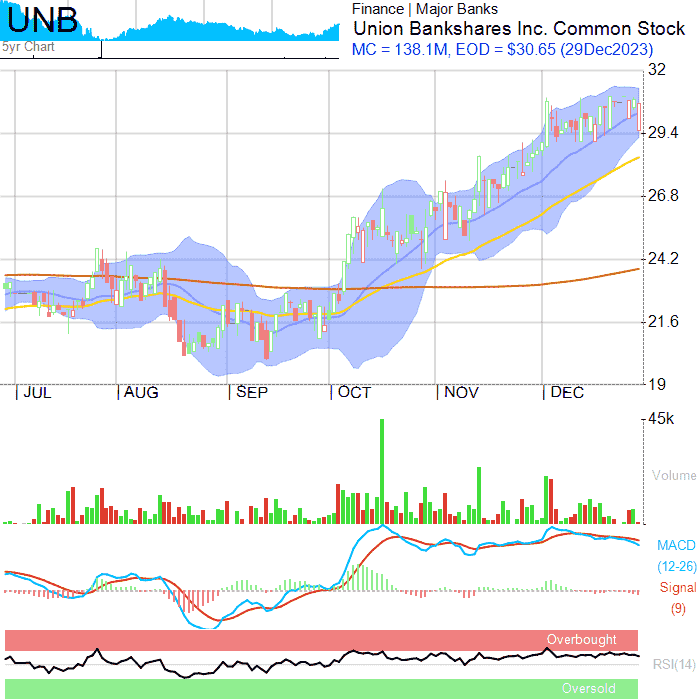 UNB
5yr Chart
Finance | Major Banks
Union Bankshares Inc. Common Stock
MC = 138.1M, EOD = $30.65 (29Dec2023)
32
29.4
26.8
24.2
21.6
19
| JUL | AUG | SEP | OCT | NOV | DEC
45k
Volume
MACD
(12-26)
Signal
(9)
Overbought
RSI(14)
Oversold